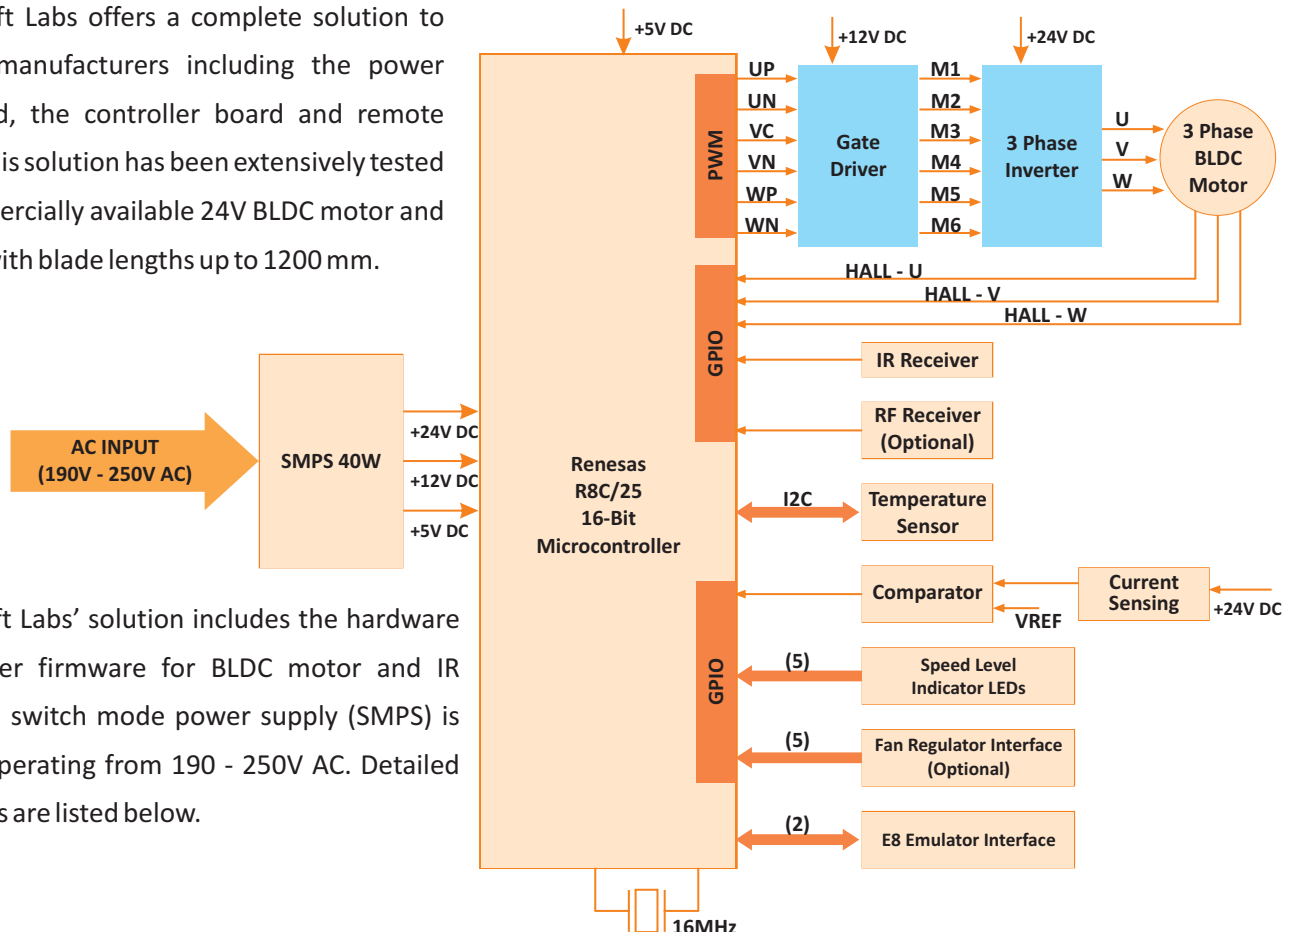 ft Labs offers a complete solution to
manufacturers including the power
d, the controller board and remote
is solution has been extensively tested
ercially available 24V BLDC motor and
with blade lengths up to 1200 mm.
+5V DC
+12V DC
+24V DC
PWM
UP
UN
VC
VN
WP
WN
Gate
Driver
M1
M2
M3
M4
M5
M6
3 Phase
Inverter
U
V
W
3 Phase
BLDC
Motor
HALL - U
HALL - V
HALL - W
GPIO
IR Receiver
RF Receiver
(Optional)
AC INPUT
(190V - 250V AC)
SMPS 40W
+24V DC
+12V DC
+5V DC
Renesas
R8C/25
16-Bit
Microcontroller
I2C
Temperature
Sensor
Comparator
VREF
Current
Sensing
+24V DC
GPIO
(5)
Speed Level
Indicator LEDs
(5)
Fan Regulator Interface
(Optional)
(2)
E8 Emulator Interface
16MHz
ft Labs’ solution includes the hardware
er firmware for BLDC motor and IR
switch mode power supply (SMPS) is
perating from 190 - 250V AC. Detailed
s are listed below.